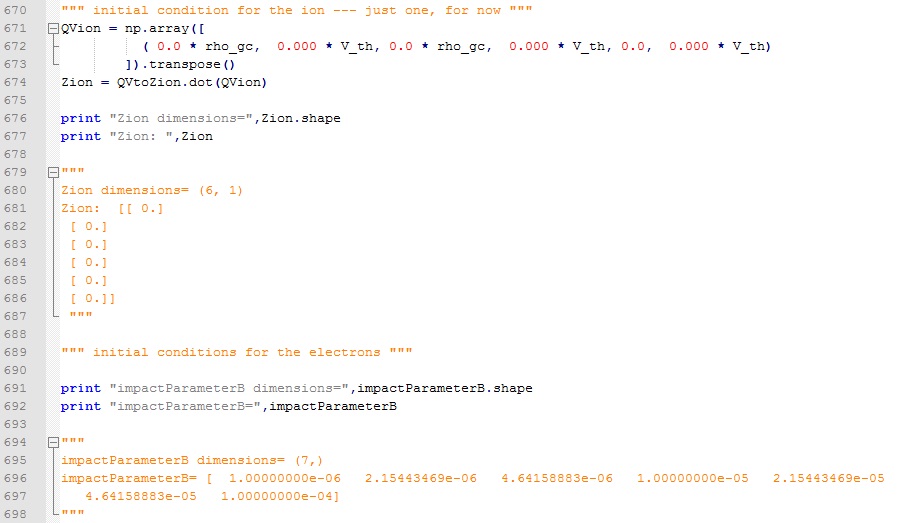 670 """ initial condition for the ion --- just one, for now """
671 QVion = np.array([
672 ( 0.0 * rho_gc, 0.000 * V_th, 0.0 * rho_gc, 0.000 * V_th, 0.0, 0.000 * V_th)
673 ]).transpose()
674 Zion = QVtoZion.dot(QVion)
675
676 print "Zion dimensions=",Zion.shape
677 print "Zion: ",Zion
678
679 """
680 Zion dimensions= (6, 1)
681 Zion: [[ 0.]
682 [ 0.]
683 [ 0.]
684 [ 0.]
685 [ 0.]
686 [ 0.]]
687 """
688
689 """ initial conditions for the electrons """
690
691 print "impactParameterB dimensions=",impactParameterB.shape
692 print "impactParameterB=",impactParameterB
693
694 """
695 impactParameterB dimensions= (7,)
696 impactParameterB= [ 1.00000000e-06 2.15443469e-06 4.64158883e-06 1.00000000e-05 2.15443469e-05
697 4.64158883e-05 1.00000000e-04]
698 """